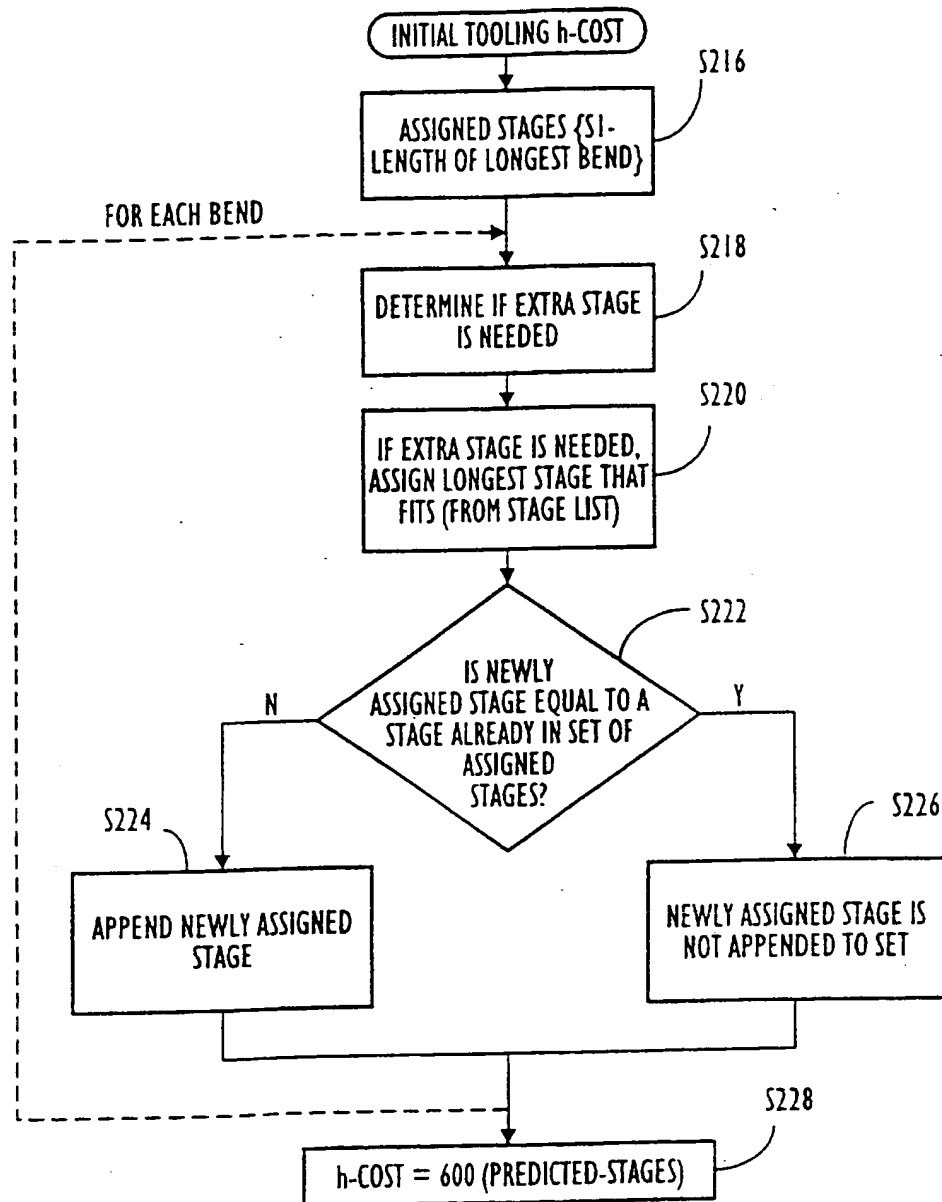 INITIAL TOOLING h-COST
S216
ASSIGNED STAGES {S1-
LENGTH OF LONGEST BEND}
FOR EACH BEND
S218
DETERMINE IF EXTRA STAGE
IS NEEDED
S220
IF EXTRA STAGE IS NEEDED,
ASSIGN LONGEST STAGE THAT
FITS (FROM STAGE LIST)
S222
IS NEWLY
ASSIGNED STAGE EQUAL TO A
STAGE ALREADY IN SET OF
ASSIGNED
STAGES?
N
Y
S224
APPEND NEWLY ASSIGNED
STAGE
S226
NEWLY ASSIGNED STAGE IS
NOT APPENDED TO SET
S228
h-COST = 600 (PREDICTED-STAGES)